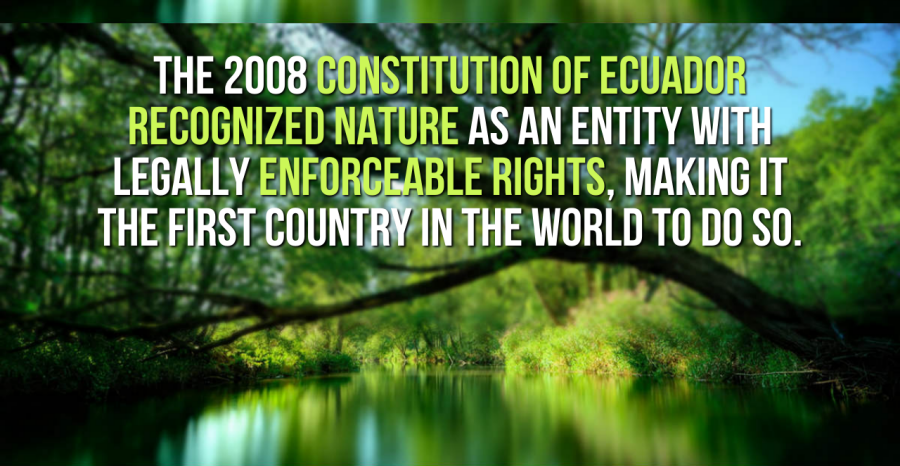 THE 2008 CONSTITUTION OF ECUADOR
RECOGNIZED NATURE AS AN ENTITY WITH
LEGALLY ENFORCEABLE RIGHTS, MAKING IT
THE FIRST COUNTRY IN THE WORLD TO DO SO.